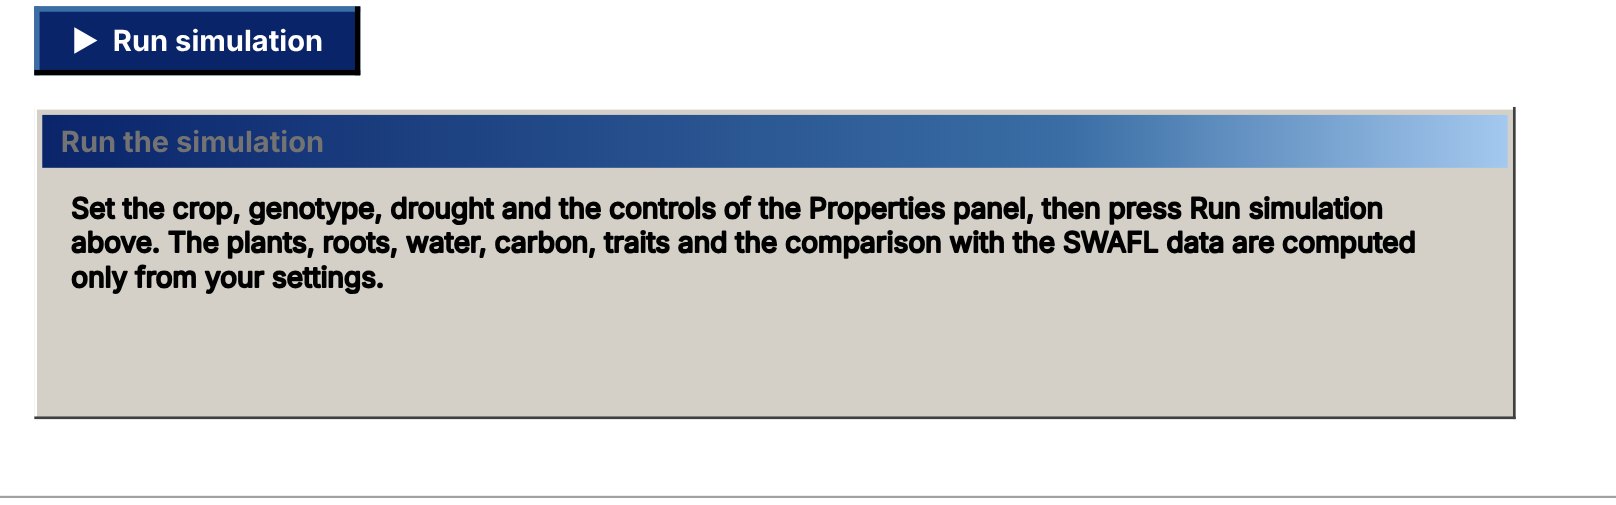 ▶ Run simulation
Run the simulation
Set the crop, genotype, drought and the controls of the Properties panel, then press Run simulation
above. The plants, roots, water, carbon, traits and the comparison with the SWAFL data are computed
only from your settings.